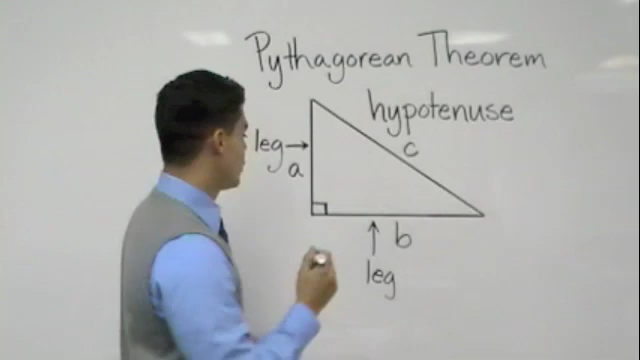 Pythagorean Theorem
hypotenuse
c
leg→
a
b
↑
leg